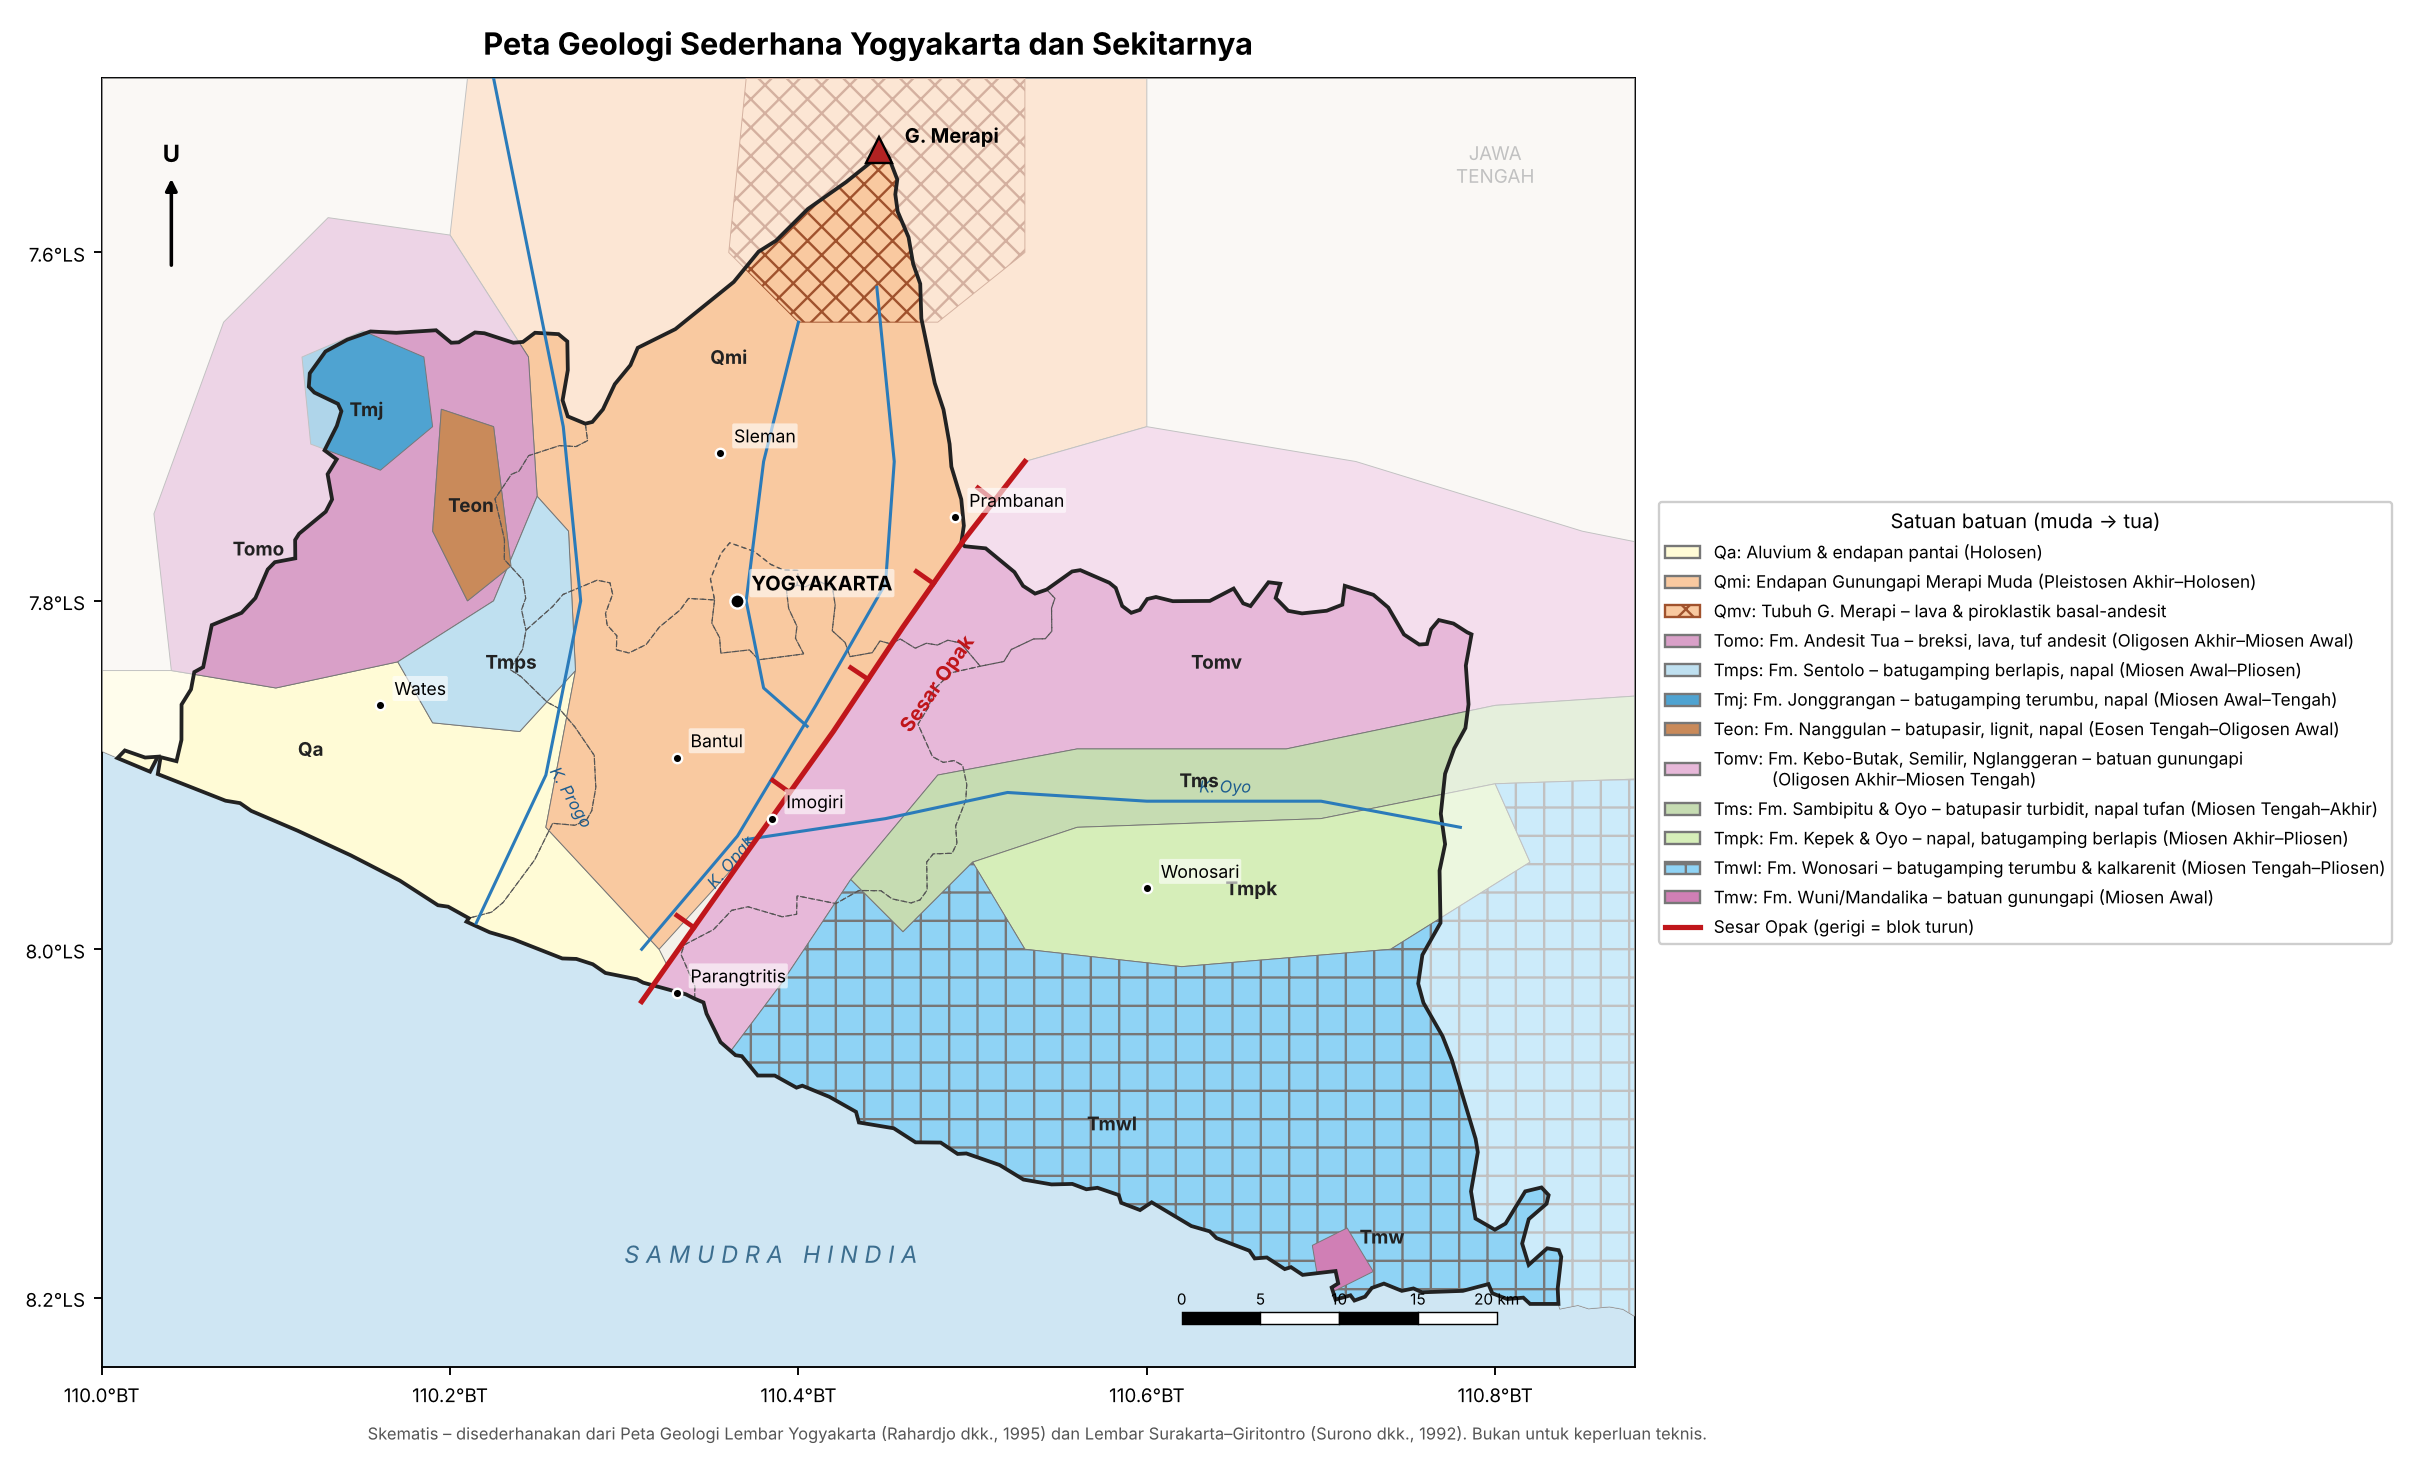 Peta Geologi Sederhana Yogyakarta dan Sekitarnya
U
G. Merapi
JAWA
TENGAH
7.6°LS
7.8°LS
8.0°LS
8.2°LS
Qmi
Tmj
Sleman
Teon
Prambanan
Tomo
YOGYAKARTA
Tmps
Sesar Opak
Tomv
Wates
Qa
Bantul
K. Progo
Imogiri
Tms
K. Oyo
K. Opak
Wonosari
Tmpk
Parangtritis
Tmwl
Tmw
SAMUDRA HINDIA
0 5 10 15 20 km
110.0°BT 110.2°BT 110.4°BT 110.6°BT 110.8°BT
Satuan batuan (muda → tua)
Qa: Aluvium & endapan pantai (Holosen)
Qmi: Endapan Gunungapi Merapi Muda (Pleistosen Akhir–Holosen)
Qmv: Tubuh G. Merapi – lava & piroklastik basal-andesit
Tomo: Fm. Andesit Tua – breksi, lava, tuf andesit (Oligosen Akhir–Miosen Awal)
Tmps: Fm. Sentolo – batugamping berlapis, napal (Miosen Awal–Pliosen)
Tmj: Fm. Jonggrangan – batugamping terumbu, napal (Miosen Awal–Tengah)
Teon: Fm. Nanggulan – batupasir, lignit, napal (Eosen Tengah–Oligosen Awal)
Tomv: Fm. Kebo-Butak, Semilir, Nglanggeran – batuan gunungapi
(Oligosen Akhir–Miosen Tengah)
Tms: Fm. Sambipitu & Oyo – batupasir turbidit, napal tufan (Miosen Tengah–Akhir)
Tmpk: Fm. Kepek & Oyo – napal, batugamping berlapis (Miosen Akhir–Pliosen)
Tmwl: Fm. Wonosari – batugamping terumbu & kalkarenit (Miosen Tengah–Pliosen)
Tmw: Fm. Wuni/Mandalika – batuan gunungapi (Miosen Awal)
Sesar Opak (gerigi = blok turun)
Skematis – disederhanakan dari Peta Geologi Lembar Yogyakarta (Rahardjo dkk., 1995) dan Lembar Surakarta–Giritontro (Surono dkk., 1992). Bukan untuk keperluan teknis.